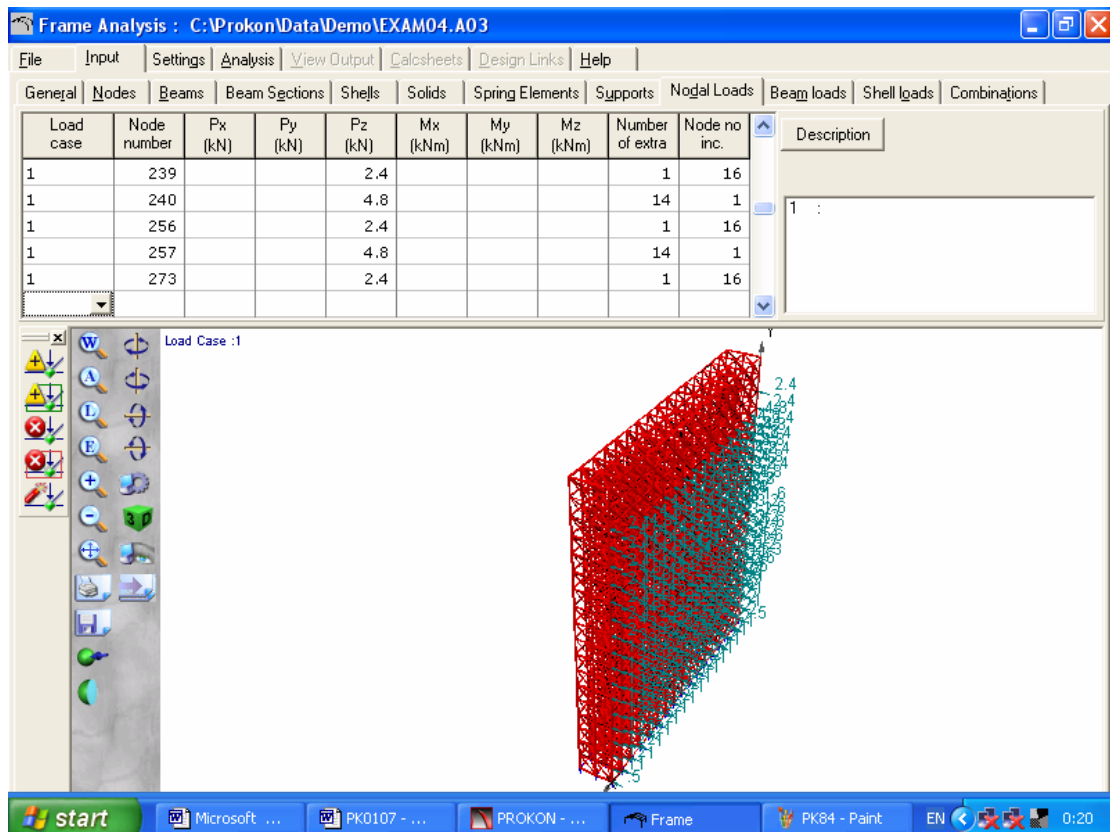 Frame Analysis : C:\Prokon\Data\Demo\EXAM04.A03
File Input Settings Analysis View Output Calcsheets Design Links Help
General Nodes Beams Beam Sections Shells Solids Spring Elements Supports Nodal Loads Beam loads Shell loads Combinations
Load case Node number Px (kN) Py (kN) Pz (kN) Mx (kNm) My (kNm) Mz (kNm) Number of extra Node no inc.
Description
1 239 2.4 1 16
1 240 4.8 14 1
1 256 2.4 1 16
1 257 4.8 14 1
1 273 2.4 1 16
1 :
Load Case :1
W
A
L
E
3 D
Y
2.4
2.4
.5
.5
start Microsoft ... PK0107 - ... PROKON - ... Frame PK84 - Paint EN 0:20